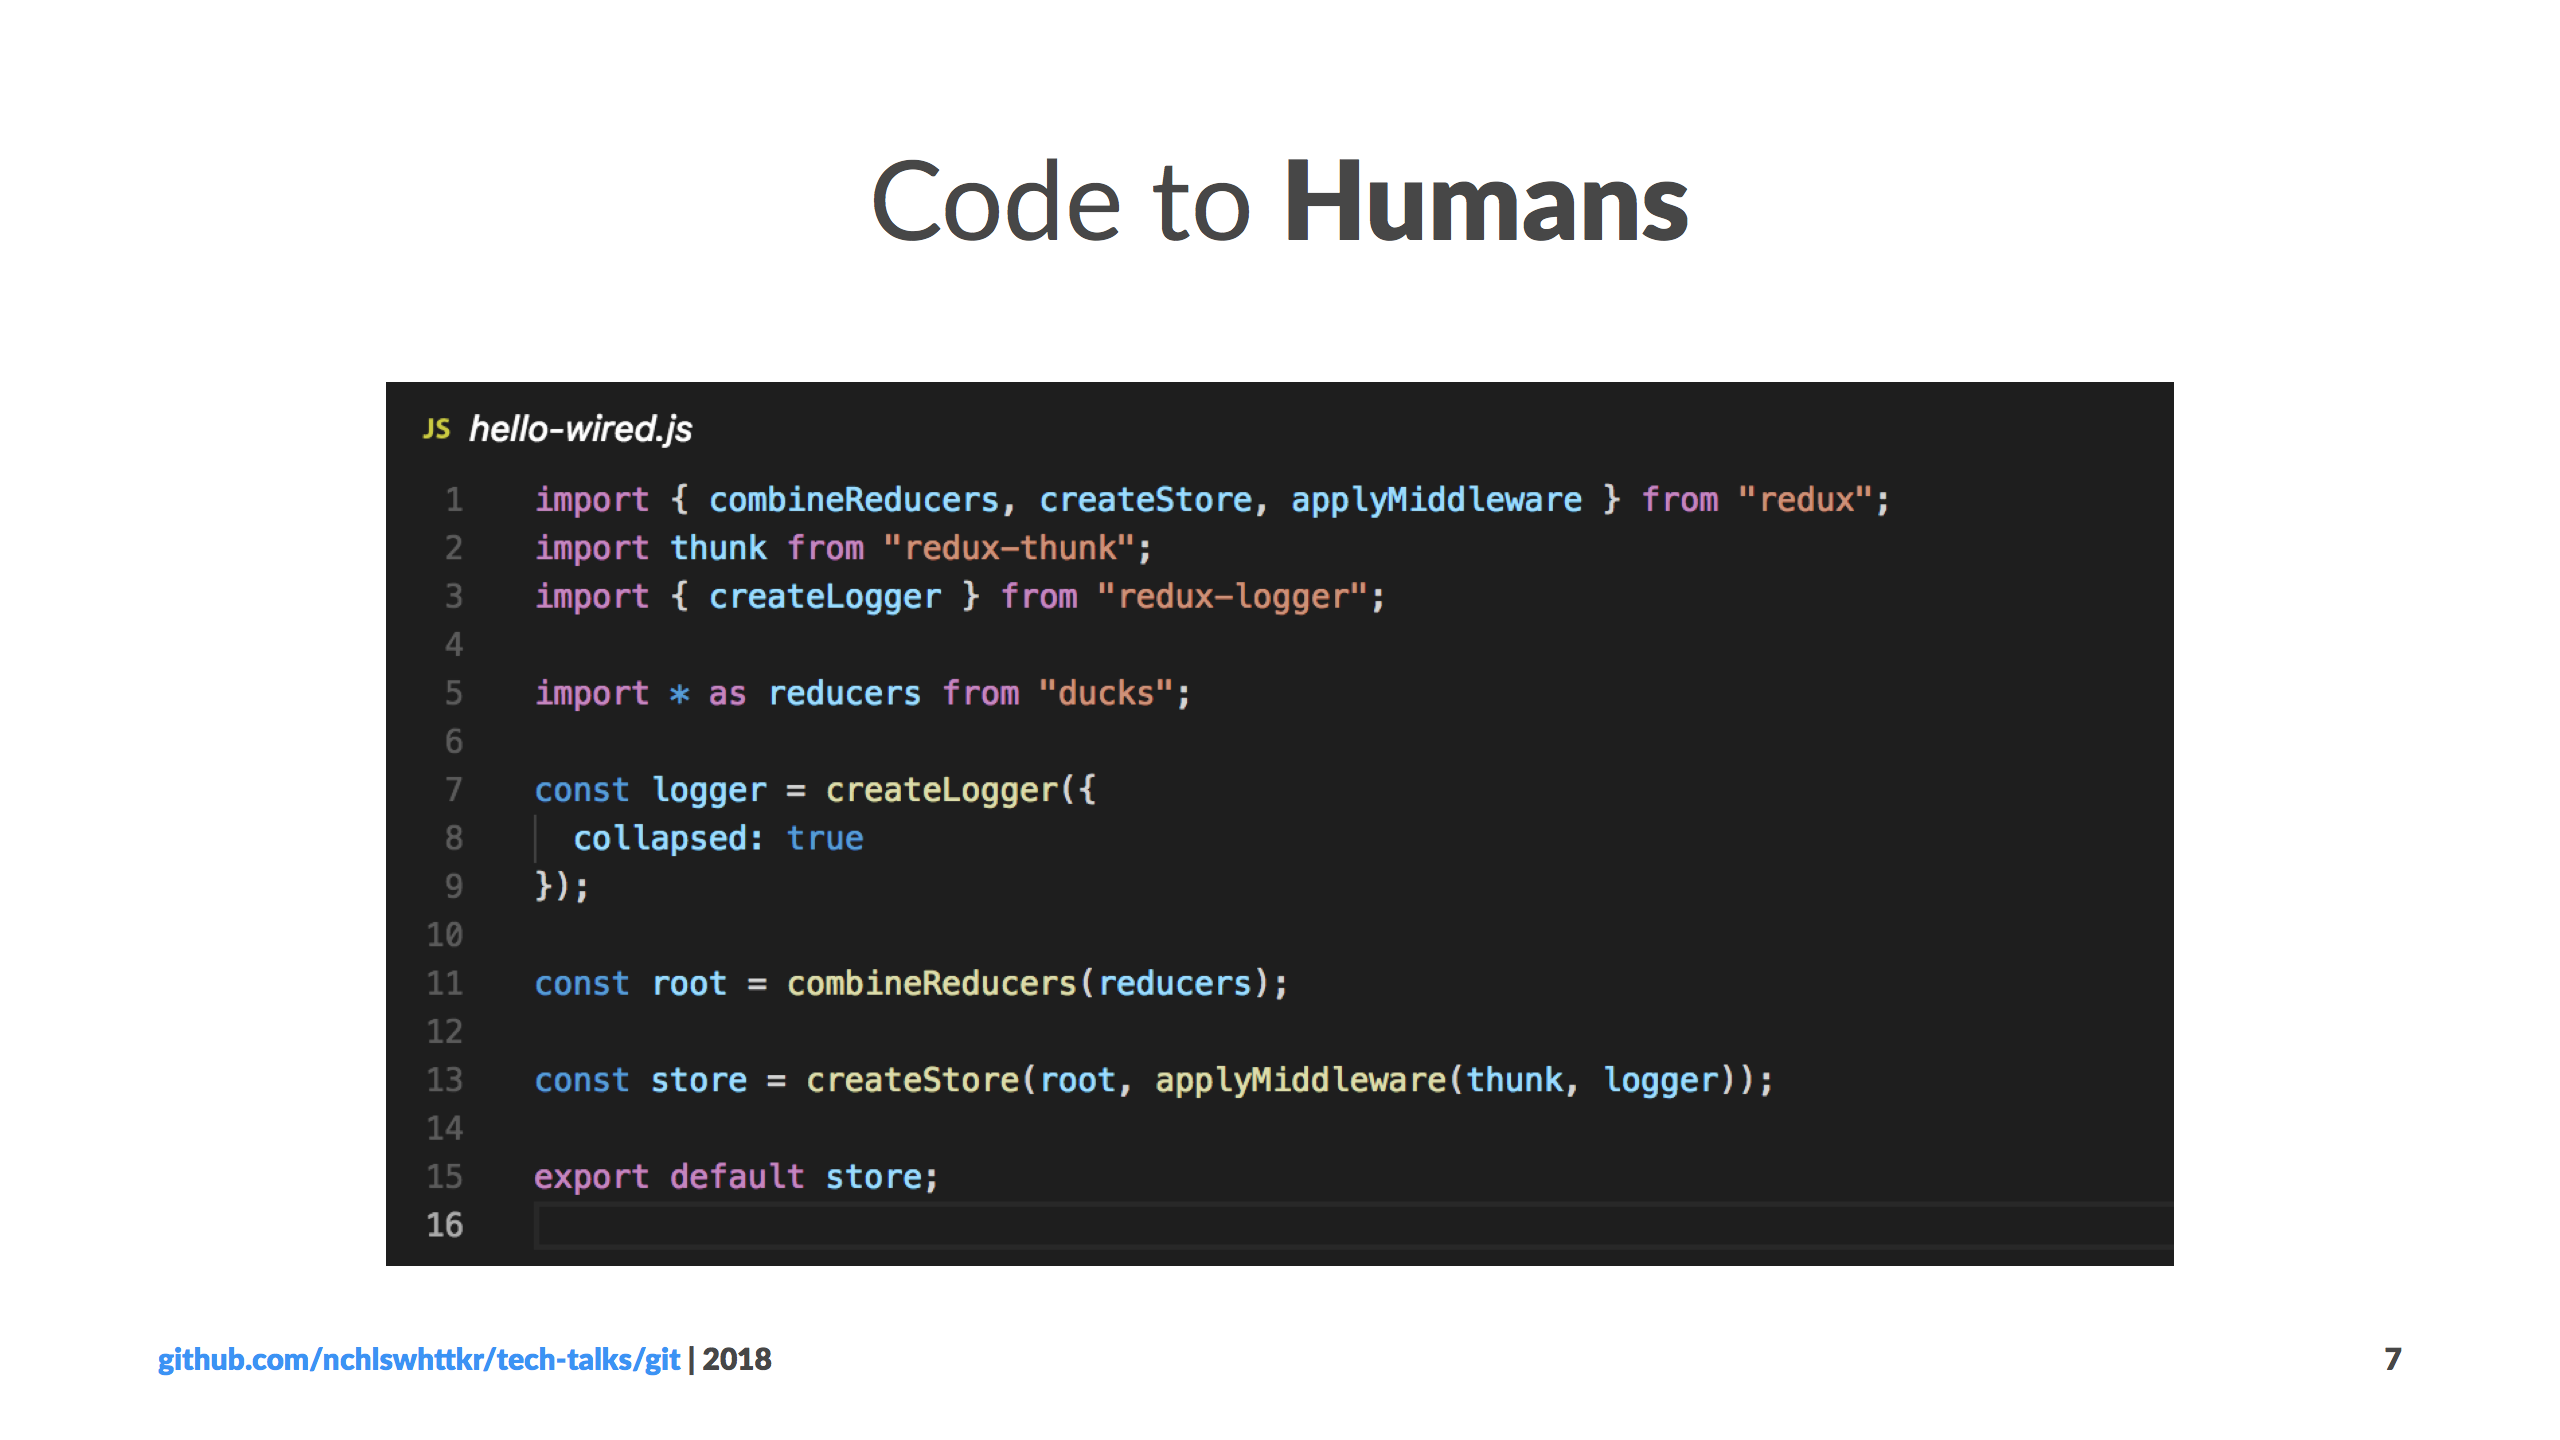 Code to Humans
JS hello-wired.js
1 import { combineReducers, createStore, applyMiddleware } from "redux";
2 import thunk from "redux-thunk";
3 import { createLogger } from "redux-logger";
4
5 import * as reducers from "ducks";
6
7 const logger = createLogger({
8   collapsed: true
9 });
10
11 const root = combineReducers(reducers);
12
13 const store = createStore(root, applyMiddleware(thunk, logger));
14
15 export default store;
16
github.com/nchlswhttkr/tech-talks/git | 2018
7